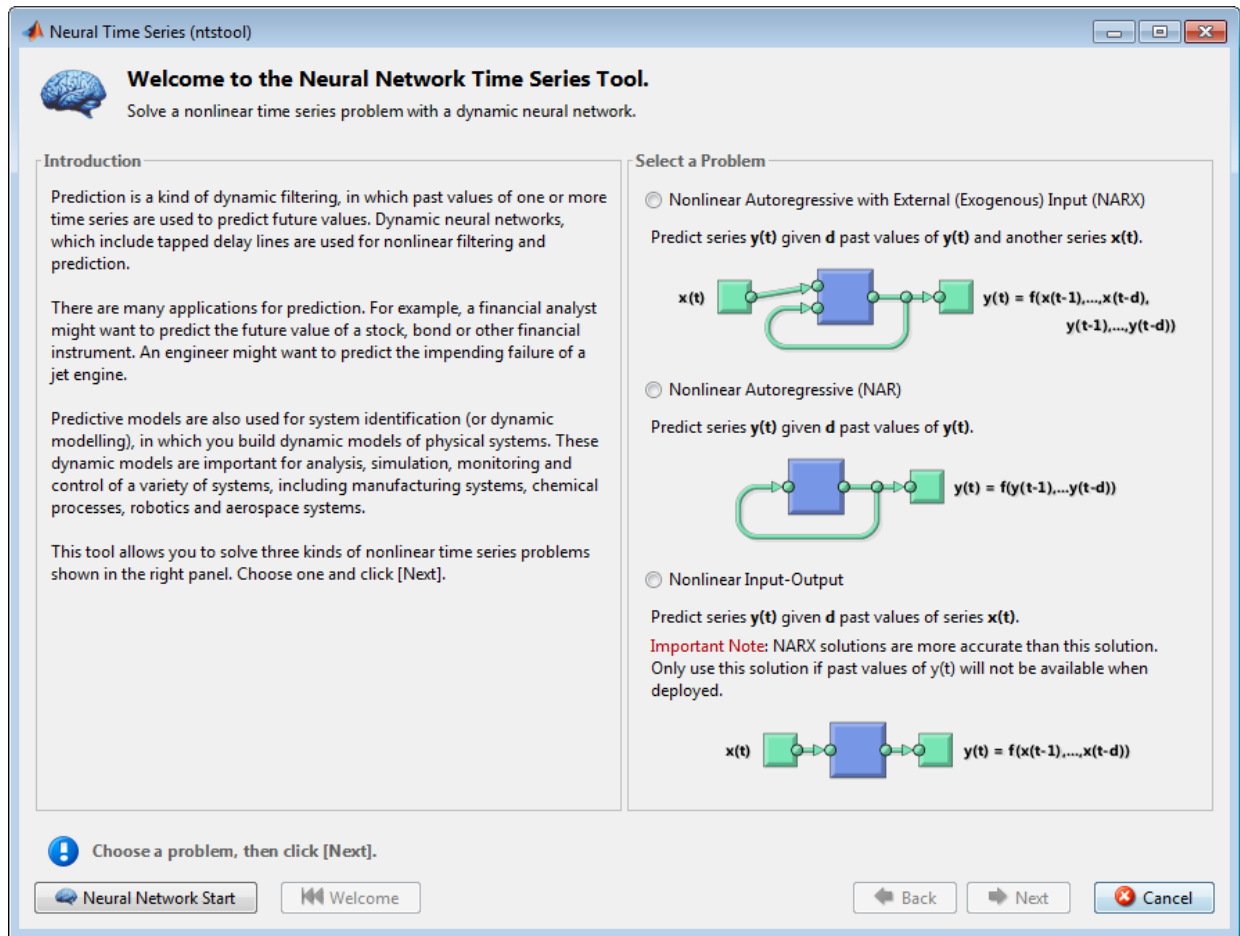 Neural Time Series (ntstool)
Welcome to the Neural Network Time Series Tool.
Solve a nonlinear time series problem with a dynamic neural network.
Introduction
Prediction is a kind of dynamic filtering, in which past values of one or more
time series are used to predict future values. Dynamic neural networks,
which include tapped delay lines are used for nonlinear filtering and
prediction.
There are many applications for prediction. For example, a financial analyst
might want to predict the future value of a stock, bond or other financial
instrument. An engineer might want to predict the impending failure of a
jet engine.
Predictive models are also used for system identification (or dynamic
modelling), in which you build dynamic models of physical systems. These
dynamic models are important for analysis, simulation, monitoring and
control of a variety of systems, including manufacturing systems, chemical
processes, robotics and aerospace systems.
This tool allows you to solve three kinds of nonlinear time series problems
shown in the right panel. Choose one and click [Next].
Select a Problem
Nonlinear Autoregressive with External (Exogenous) Input (NARX)
Predict series y(t) given d past values of y(t) and another series x(t).
x(t)
y(t) = f(x(t-1),...,x(t-d),
y(t-1),...,y(t-d))
Nonlinear Autoregressive (NAR)
Predict series y(t) given d past values of y(t).
y(t) = f(y(t-1),...y(t-d))
Nonlinear Input-Output
Predict series y(t) given d past values of series x(t).
Important Note: NARX solutions are more accurate than this solution.
Only use this solution if past values of y(t) will not be available when
deployed.
x(t)
y(t) = f(x(t-1),...,x(t-d))
Choose a problem, then click [Next].
Neural Network Start
Welcome
Back
Next
Cancel